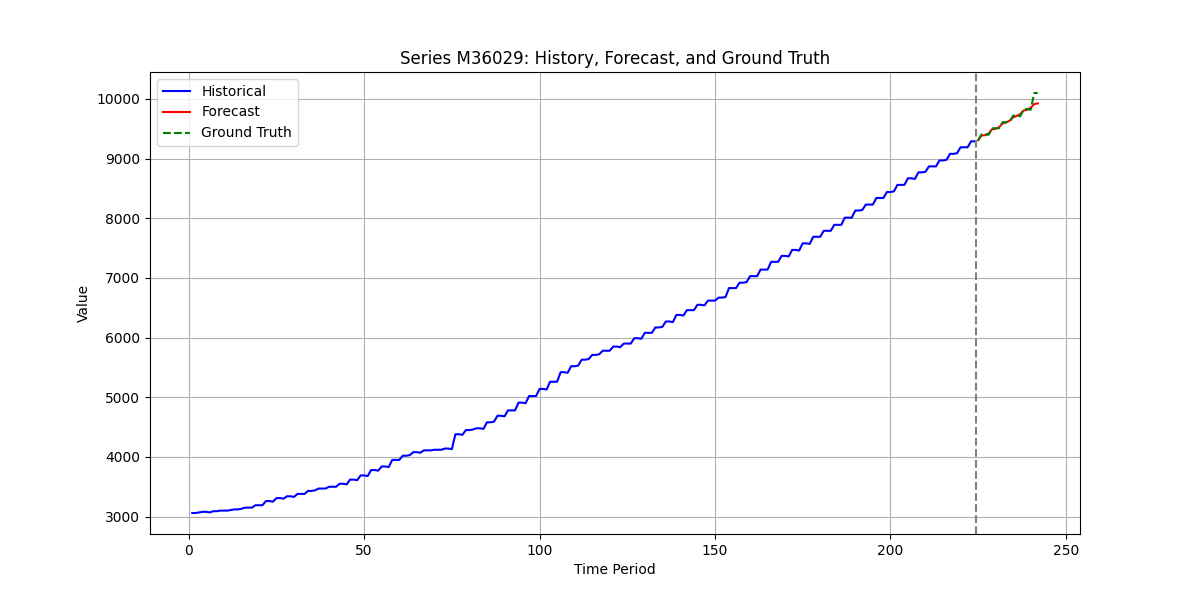 Series M36029: History, Forecast, and Ground Truth
Historical
Forecast
Ground Truth
10000
9000
8000
7000
6000
5000
4000
3000
Value
0 50 100 150 200 250
Time Period